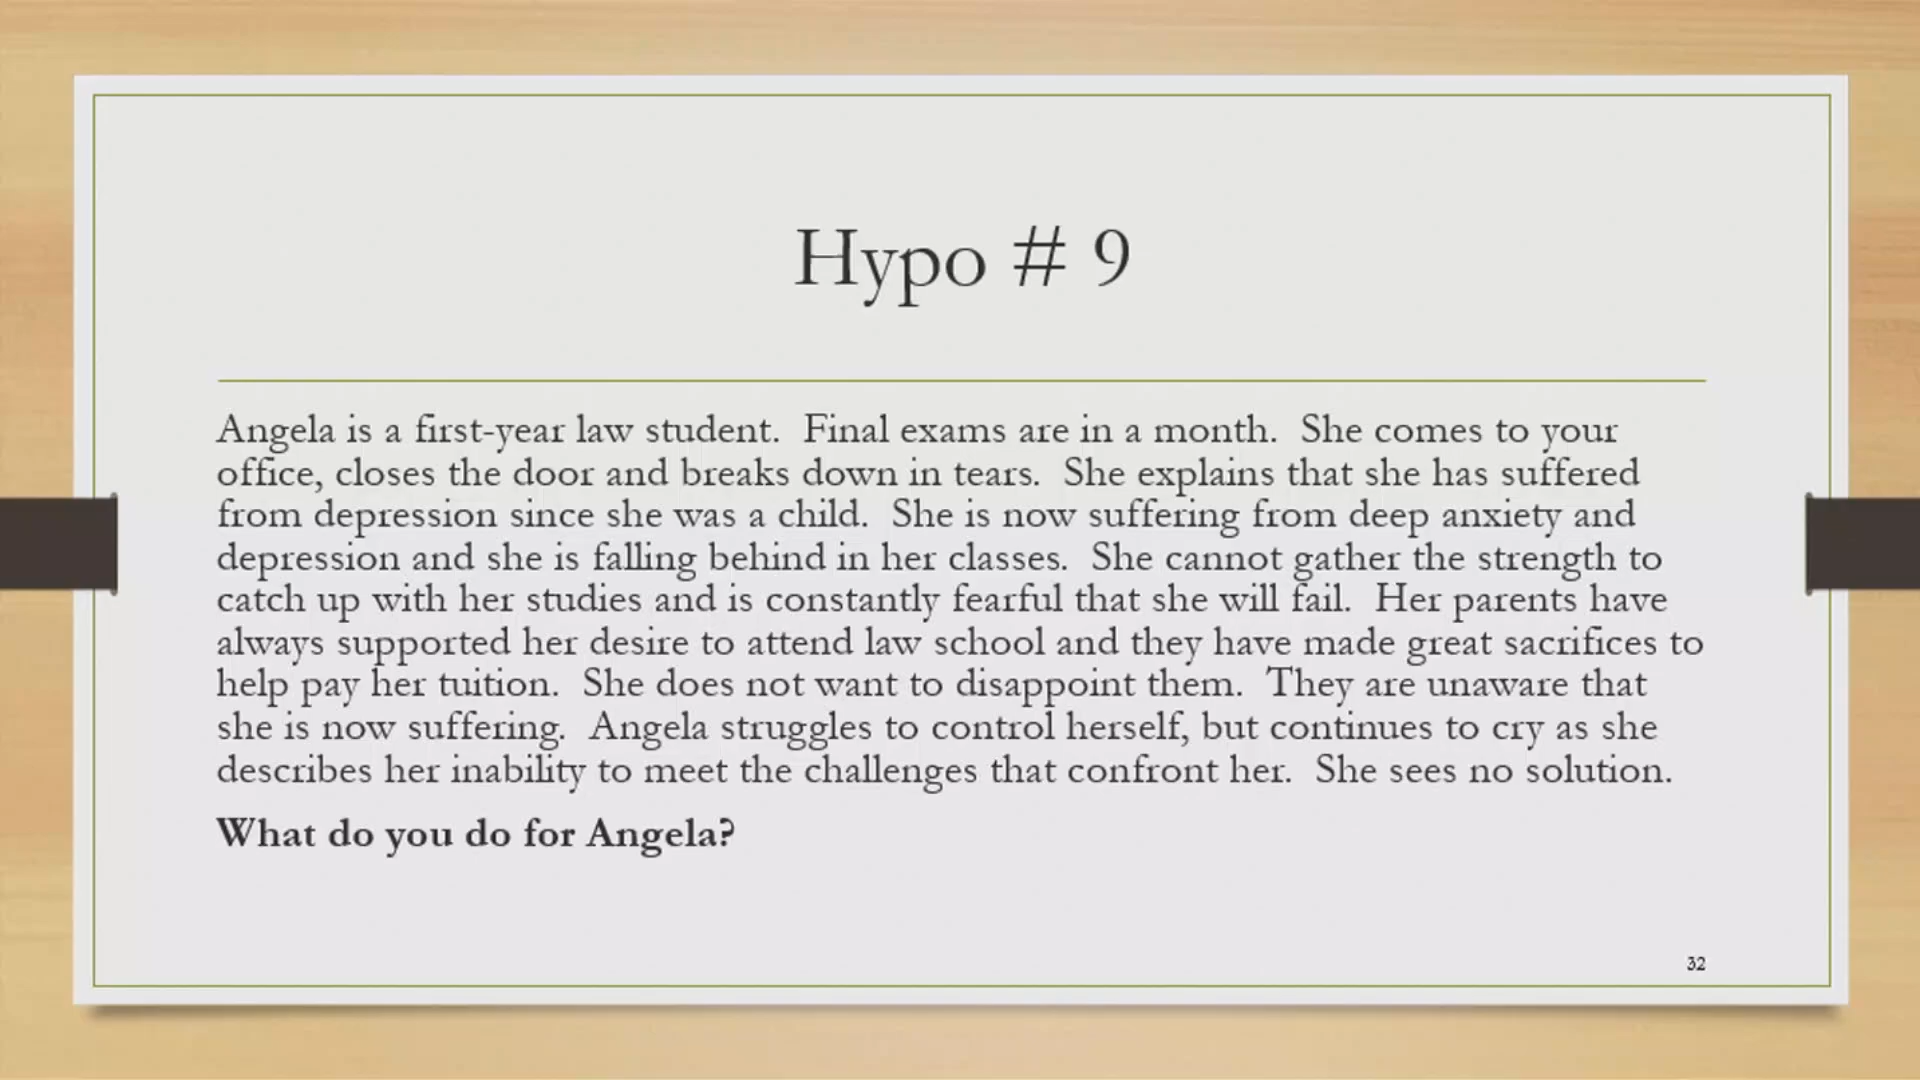 Hypo # 9
Angela is a first-year law student.  Final exams are in a month.  She comes to your
office, closes the door and breaks down in tears.  She explains that she has suffered
from depression since she was a child.  She is now suffering from deep anxiety and
depression and she is falling behind in her classes.  She cannot gather the strength to
catch up with her studies and is constantly fearful that she will fail.  Her parents have
always supported her desire to attend law school and they have made great sacrifices to
help pay her tuition.  She does not want to disappoint them.  They are unaware that
she is now suffering.  Angela struggles to control herself, but continues to cry as she
describes her inability to meet the challenges that confront her.  She sees no solution.
What do you do for Angela?
32